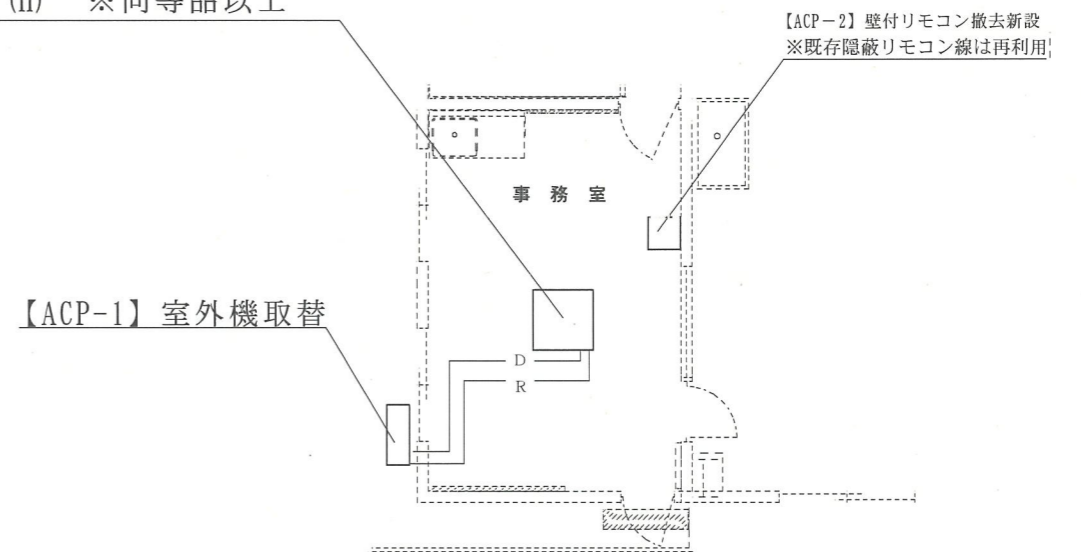 ※同等品以上
【ACP−2】壁付リモコン撤去新設
※既存隠蔽リモコン線は再利用
事務室
【ACP-1】室外機取替
D
R